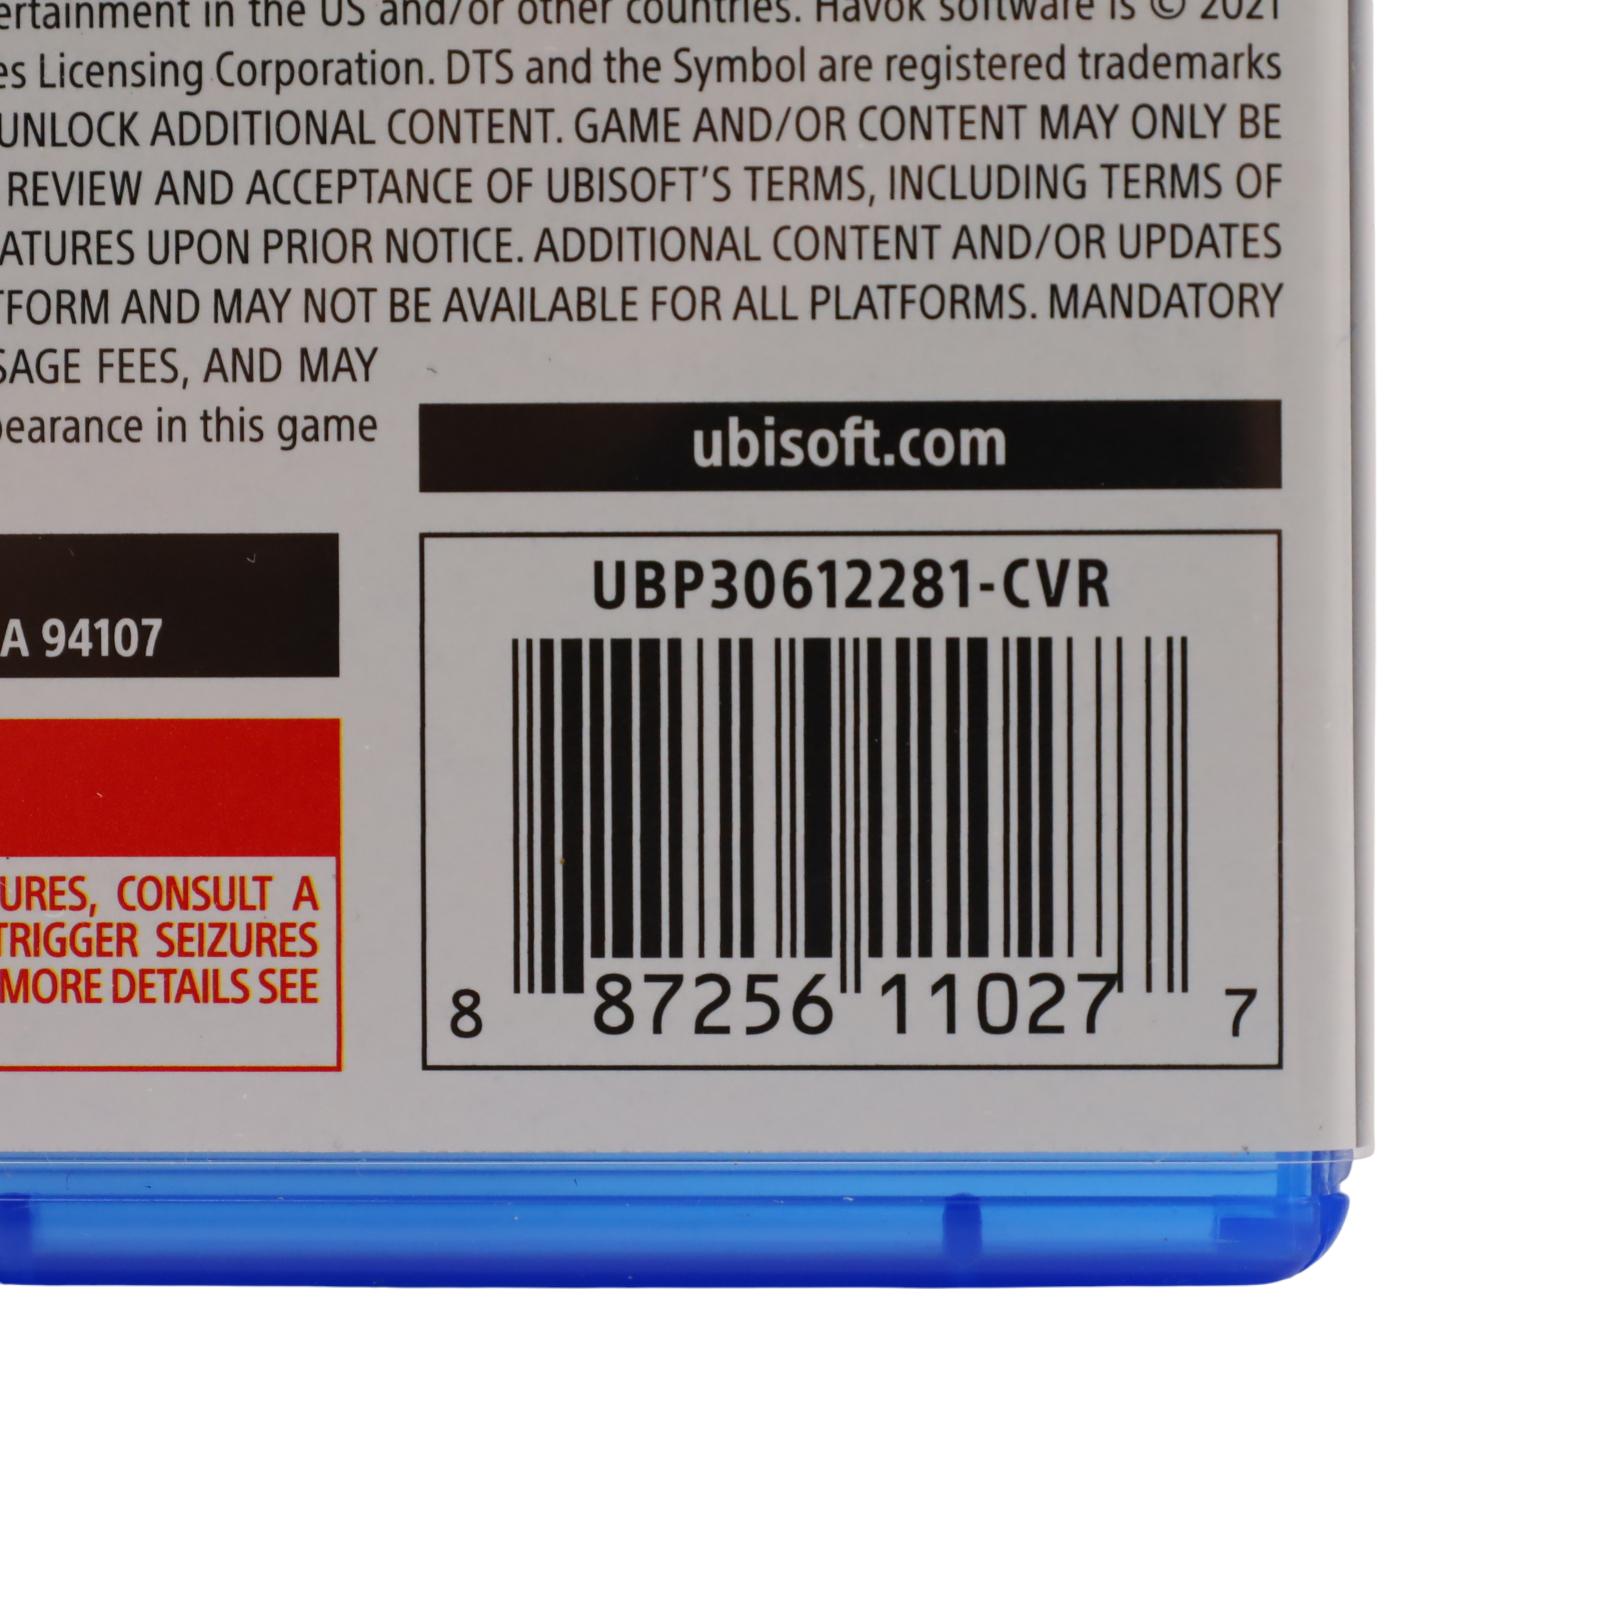 ertainment in the US and/or other countries. Havok software is © 2021
es Licensing Corporation. DTS and the Symbol are registered trademarks
UNLOCK ADDITIONAL CONTENT. GAME AND/OR CONTENT MAY ONLY BE
REVIEW AND ACCEPTANCE OF UBISOFT'S TERMS, INCLUDING TERMS OF
ATURES UPON PRIOR NOTICE. ADDITIONAL CONTENT AND/OR UPDATES
TFORM AND MAY NOT BE AVAILABLE FOR ALL PLATFORMS. MANDATORY
SAGE FEES, AND MAY
pearance in this game
ubisoft.com
A 94107
URES, CONSULT A
TRIGGER SEIZURES
MORE DETAILS SEE
UBP30612281-CVR
8 87256 11027 7